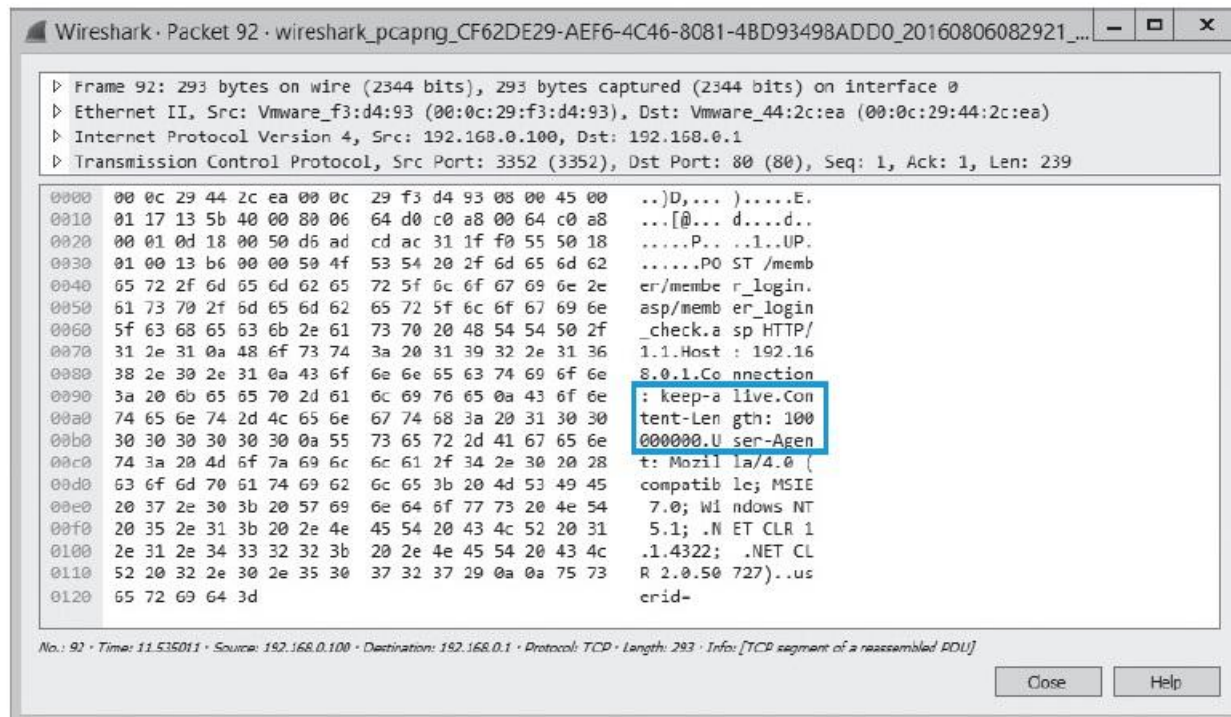 Wireshark · Packet 92 · wireshark_pcapng_CF62DE29-AEF6-4C46-8081-4BD93498ADD0_20160806082921_...
Frame 92: 293 bytes on wire (2344 bits), 293 bytes captured (2344 bits) on interface 0
Ethernet II, Src: Vmware_f3:d4:93 (00:0c:29:f3:d4:93), Dst: Vmware_44:2c:ea (00:0c:29:44:2c:ea)
Internet Protocol Version 4, Src: 192.168.0.100, Dst: 192.168.0.1
Transmission Control Protocol, Src Port: 3352 (3352), Dst Port: 80 (80), Seq: 1, Ack: 1, Len: 239
0000 00 0c 29 44 2c ea 00 0c 29 f3 d4 93 08 00 45 00 ..)D,... ).....E.
0010 01 17 13 5b 40 00 80 06 64 d0 c0 a8 00 64 c0 a8 ...[@... d....d..
0020 00 01 0d 18 00 50 d6 ad cd ac 31 1f f0 55 50 18 .....P.. ..1..UP.
0030 01 00 13 b6 00 00 50 4f 53 54 20 2f 6d 65 6d 62 ......PO ST /memb
0040 65 72 2f 6d 65 6d 62 65 72 5f 6c 6f 67 69 6e 2e er/membe r_login.
0050 61 73 70 2f 6d 65 6d 62 65 72 5f 6c 6f 67 69 6e asp/memb er_login
0060 5f 63 68 65 63 6b 2e 61 73 70 20 48 54 54 50 2f _check.a sp HTTP/
0070 31 2e 31 0a 48 6f 73 74 3a 20 31 39 32 2e 31 36 1.1.Host : 192.16
0080 38 2e 30 2e 31 0a 43 6f 6e 6e 65 63 74 69 6f 6e 8.0.1.Co nnection
0090 3a 20 6b 65 65 70 2d 61 6c 69 76 65 0a 43 6f 6e : keep-a live.Con
00a0 74 65 6e 74 2d 4c 65 6e 67 74 68 3a 20 31 30 30 tent-Len gth: 100
00b0 30 30 30 30 30 30 0a 55 73 65 72 2d 41 67 65 6e 000000.U ser-Agen
00c0 74 3a 20 4d 6f 7a 69 6c 6c 61 2f 34 2e 30 20 28 t: Mozil la/4.0 (
00d0 63 6f 6d 70 61 74 69 62 6c 65 3b 20 4d 53 49 45 compatib le; MSIE
00e0 20 37 2e 30 3b 20 57 69 6e 64 6f 77 73 20 4e 54 7.0; Wi ndows NT
00f0 20 35 2e 31 3b 20 2e 4e 45 54 20 43 4c 52 20 31 5.1; .N ET CLR 1
0100 2e 31 2e 34 33 32 32 3b 20 2e 4e 45 54 20 43 4c .1.4322; .NET CL
0110 52 20 32 2e 30 2e 35 30 37 32 37 29 0a 0a 75 73 R 2.0.50 727)..us
0120 65 72 69 64 3d erid=
No.: 92 · Time: 11.535011 · Source: 192.168.0.100 · Destination: 192.168.0.1 · Protocol: TCP · Length: 293 · Info: [TCP segment of a reassembled PDU]
Close Help